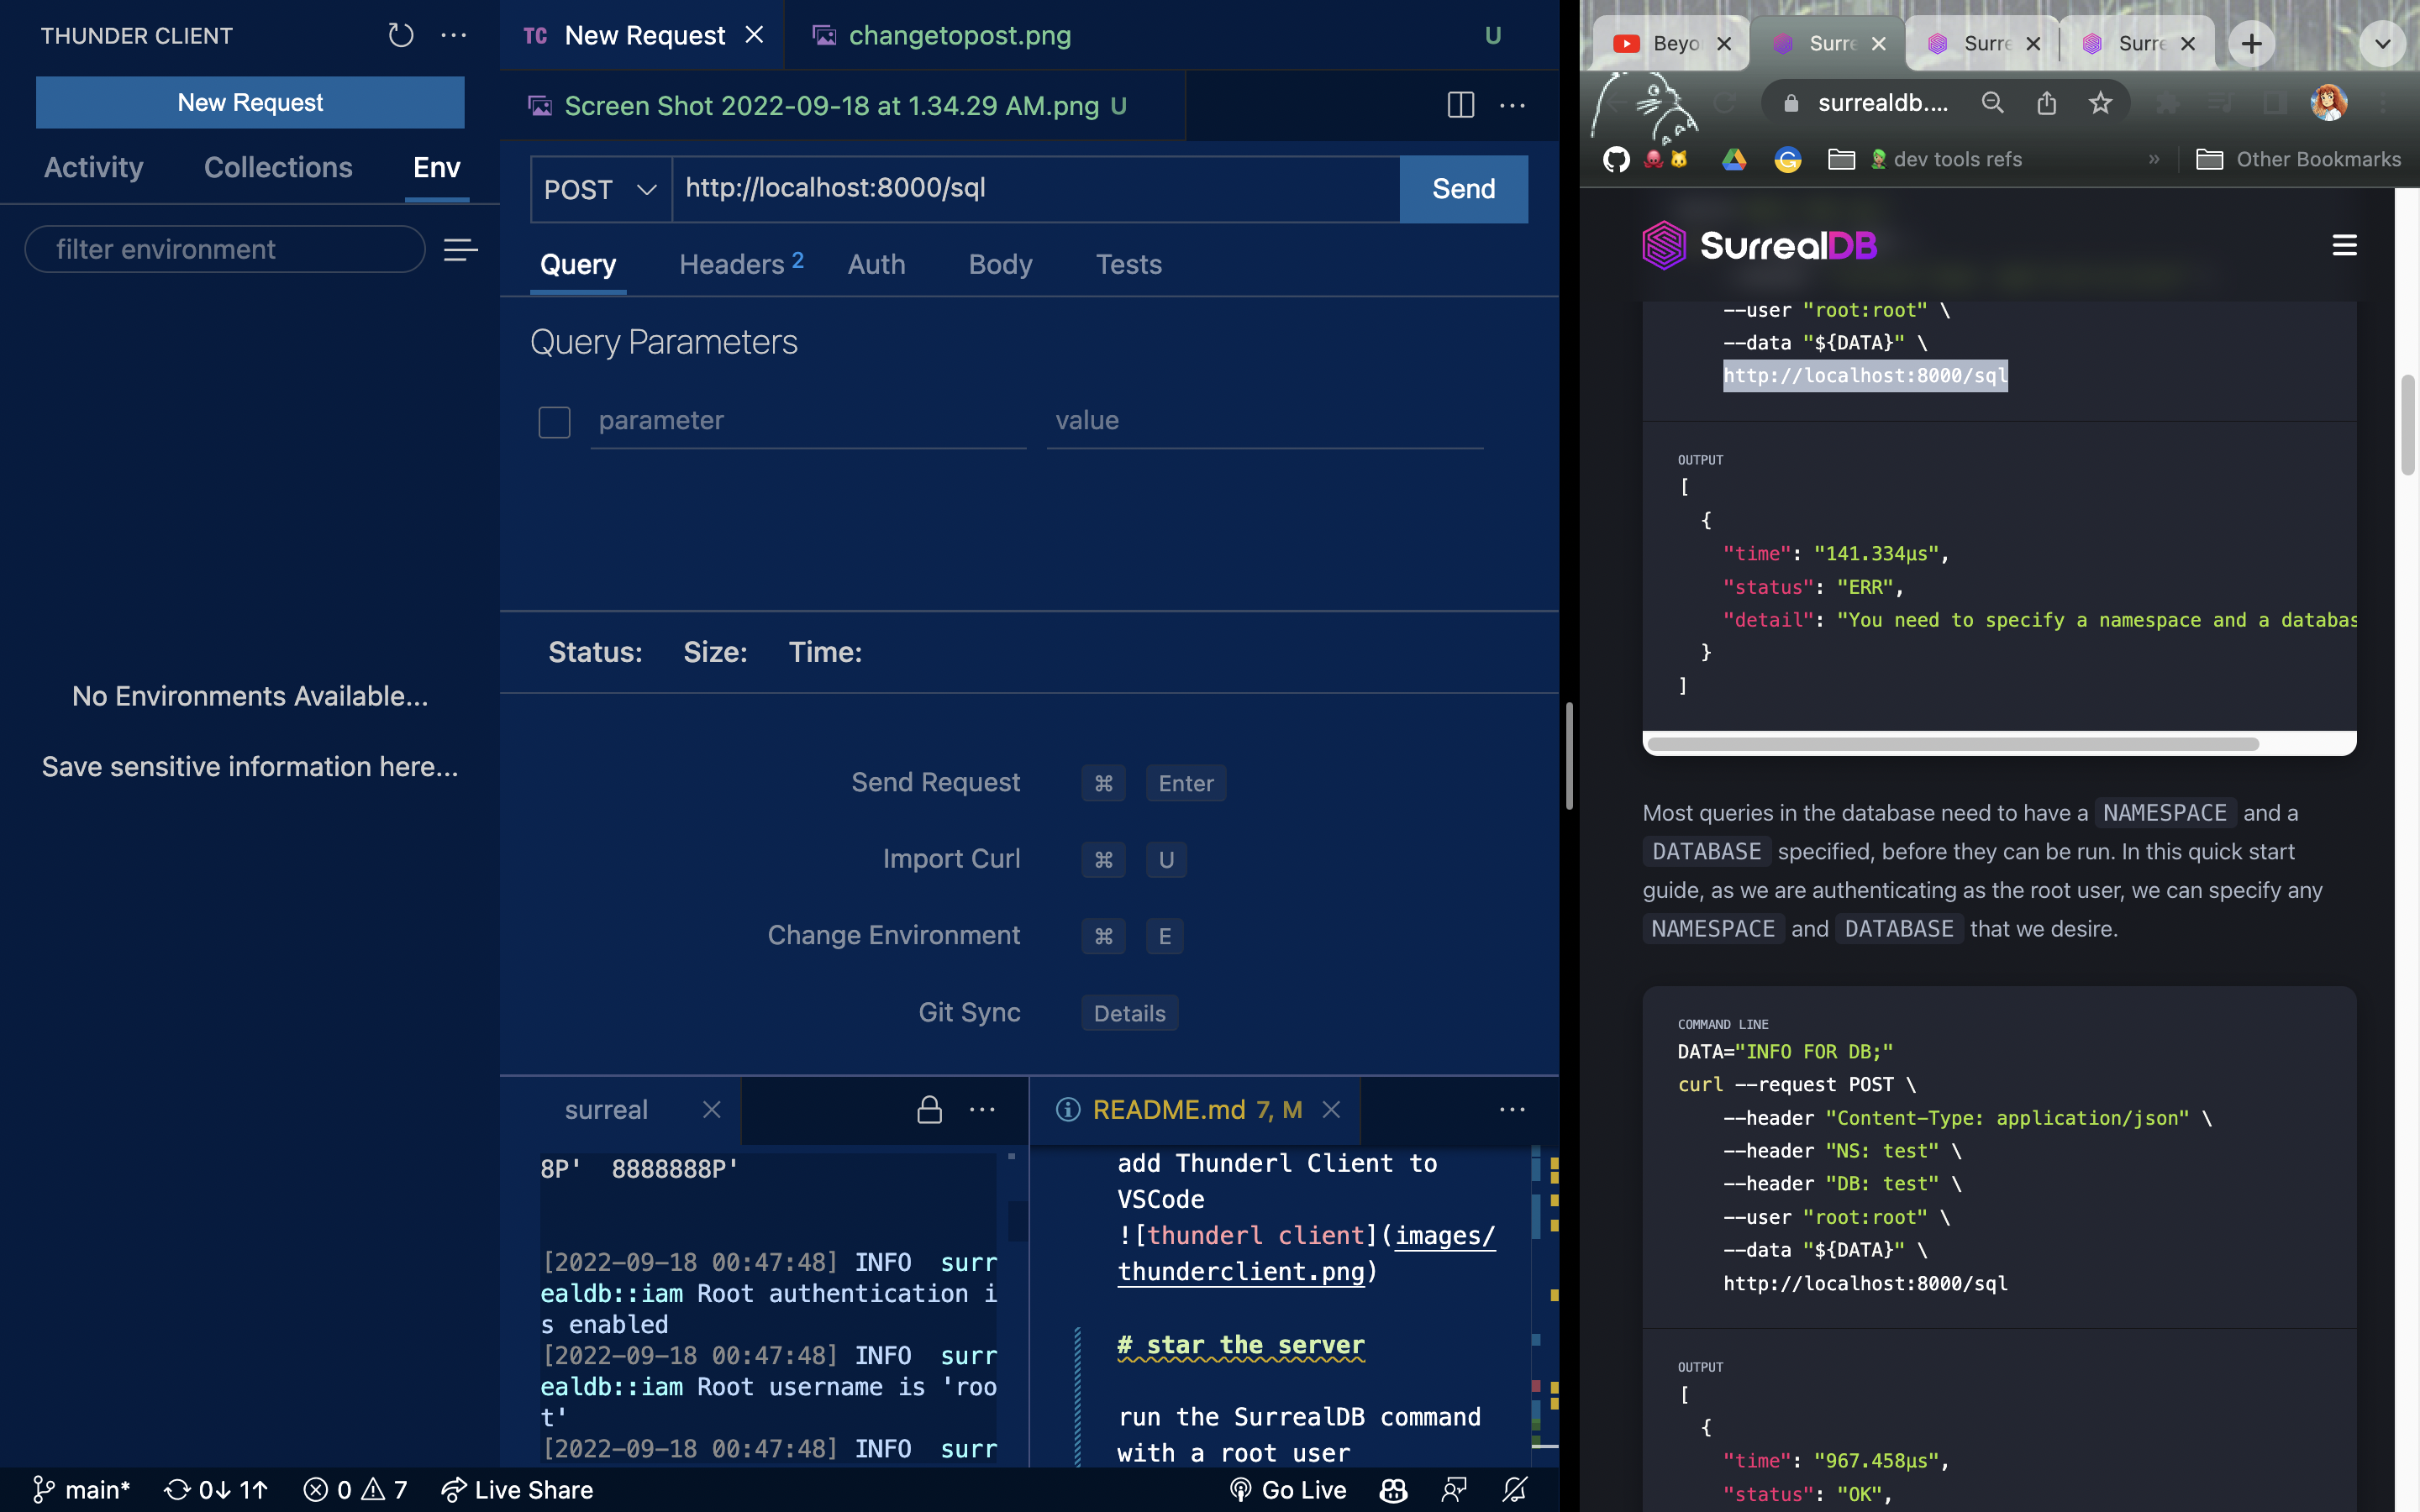 THUNDER CLIENT
New Request
Activity Collections Env
filter environment
No Environments Available...
Save sensitive information here...
TC New Request
changetopost.png U
Screen Shot 2022-09-18 at 1.34.29 AM.png U
POST http://localhost:8000/sql Send
Query Headers 2 Auth Body Tests
Query Parameters
parameter value
Status: Size: Time:
Send Request ⌘ Enter
Import Curl ⌘ U
Change Environment ⌘ E
Git Sync Details
surreal
8P'  8888888P'
[2022-09-18 00:47:48] INFO  surr
ealdb::iam Root authentication i
s enabled
[2022-09-18 00:47:48] INFO  surr
ealdb::iam Root username is 'roo
t'
[2022-09-18 00:47:48] INFO  surr
README.md 7, M
add Thunderl Client to
VSCode
![thunderl client](images/
thunderclient.png)
# star the server
run the SurrealDB command
with a root user
main* 0↓ 1↑ 0 7 Live Share Go Live
Beyo Surre Surre Surre
surrealdb....
dev tools refs » Other Bookmarks
SurrealDB
--user "root:root" \
--data "${DATA}" \
http://localhost:8000/sql
OUTPUT
[
{
"time": "141.334µs",
"status": "ERR",
"detail": "You need to specify a namespace and a databas
}
]
Most queries in the database need to have a NAMESPACE and a
DATABASE specified, before they can be run. In this quick start
guide, as we are authenticating as the root user, we can specify any
NAMESPACE and DATABASE that we desire.
COMMAND LINE
DATA="INFO FOR DB;"
curl --request POST \
--header "Content-Type: application/json" \
--header "NS: test" \
--header "DB: test" \
--user "root:root" \
--data "${DATA}" \
http://localhost:8000/sql
OUTPUT
[
{
"time": "967.458µs",
"status": "OK",